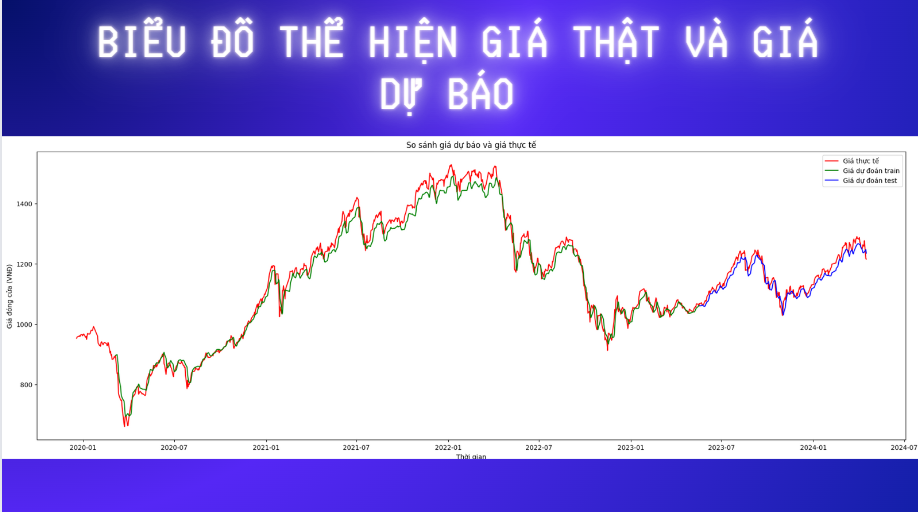 BIỂU ĐỒ THỂ HIỆN GIÁ THẬT VÀ GIÁ
DỰ BÁO
So sánh giá dự báo và giá thực tế
Giá thực tế
Giá dự đoán train
Giá dự đoán test
Giá đóng cửa (VND)
1400
1200
1000
800
2020-01 2020-07 2021-01 2021-07 2022-01 2022-07 2023-01 2023-07 2024-01 2024-07
Thời gian